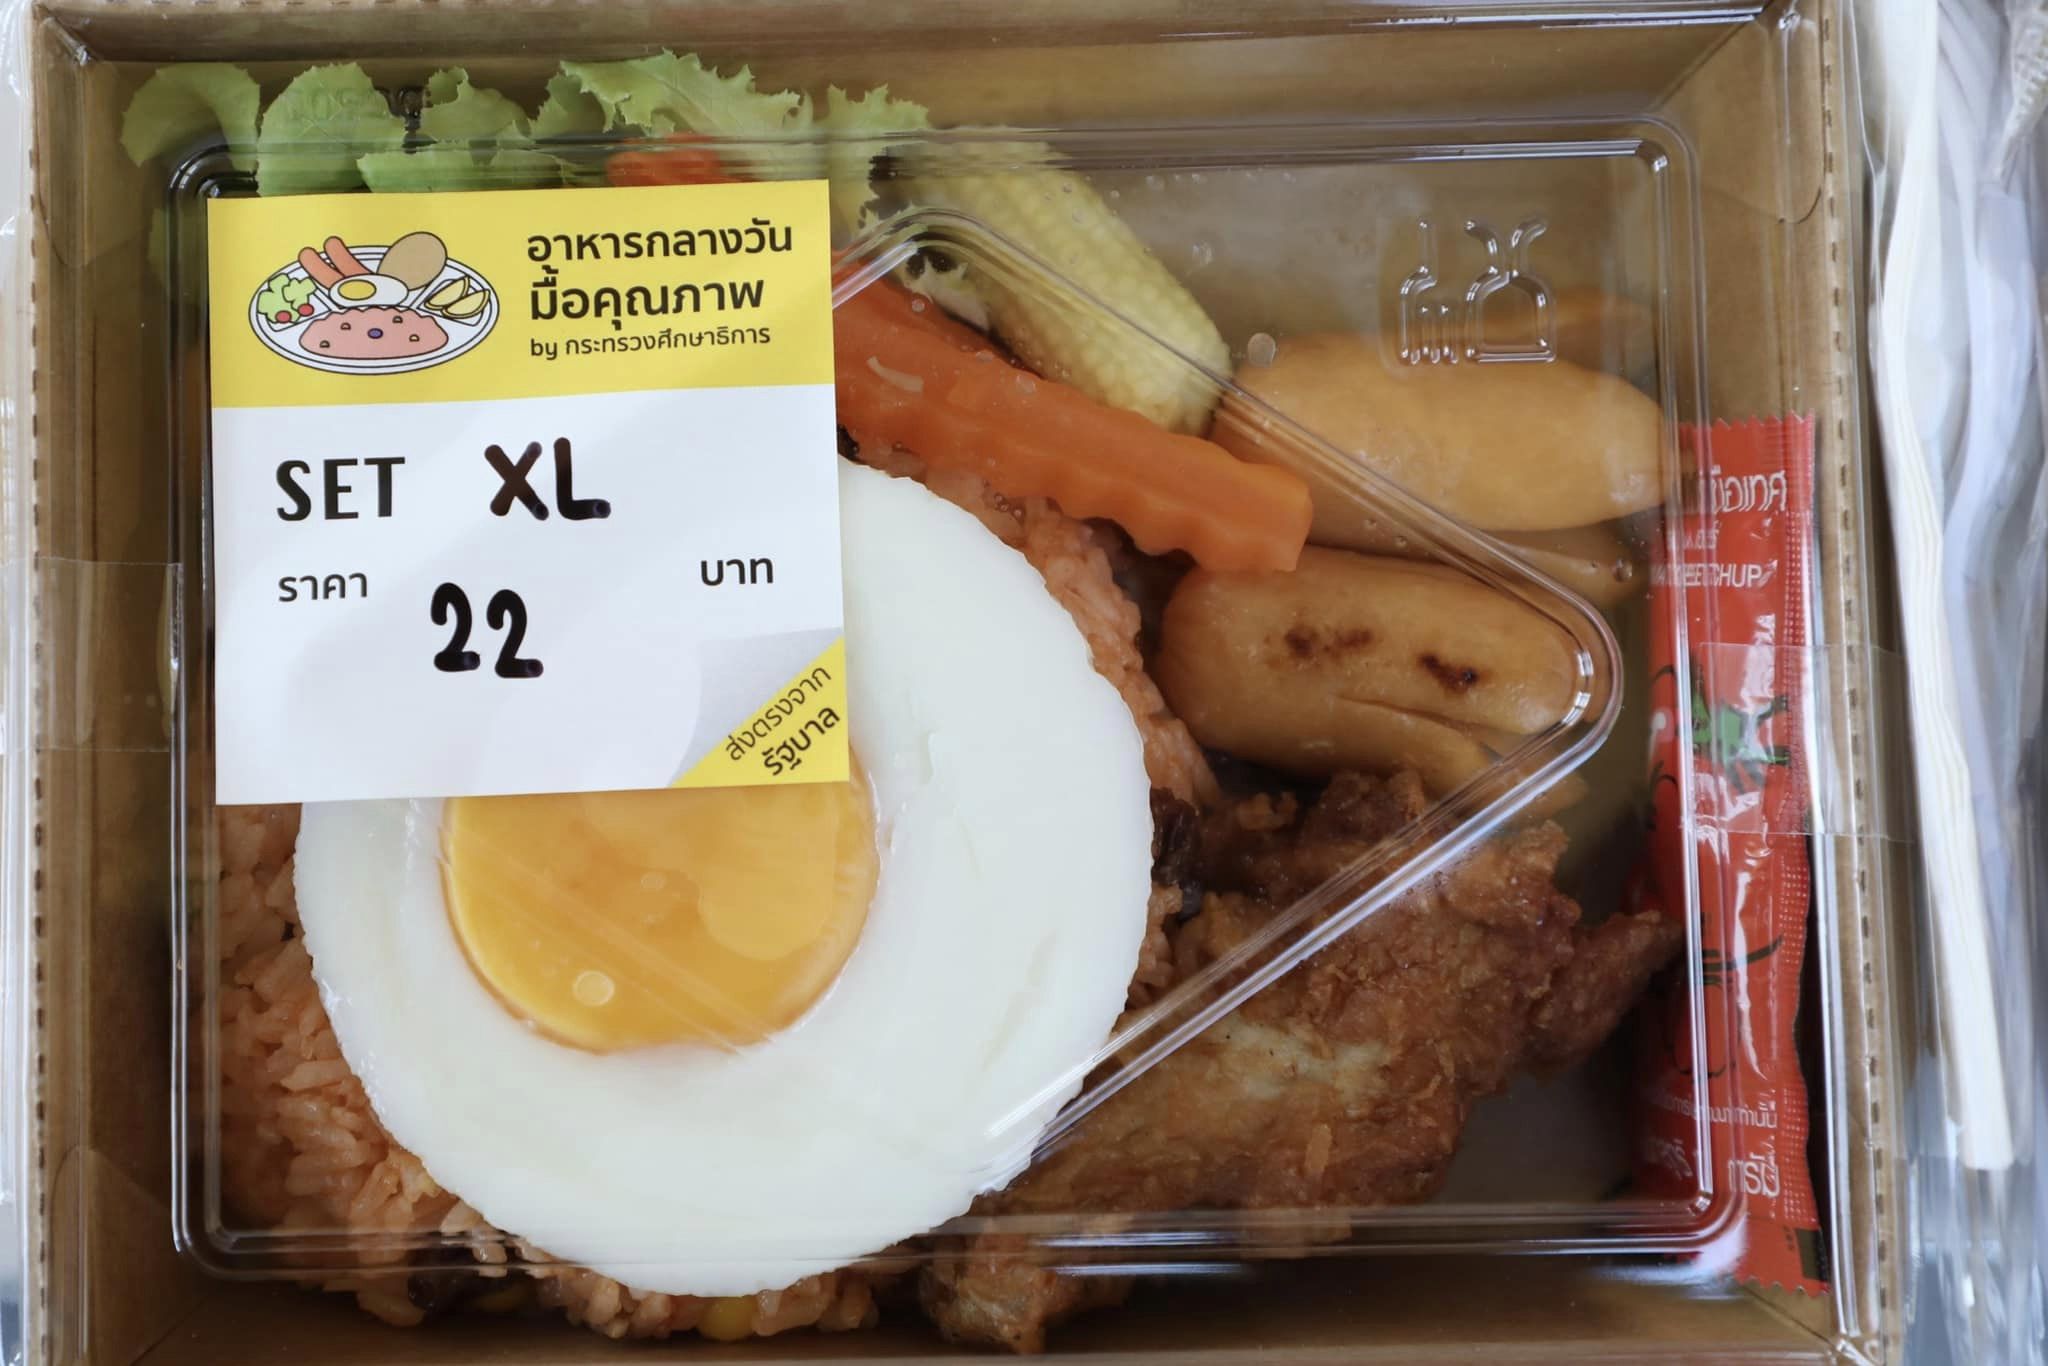 อาหารกลางวัน
มื้อคุณภาพ
by กระทรวงศึกษาธิการ
SET XL
ราคา 22 บาท
ส่งตรงจาก
รัฐบาล